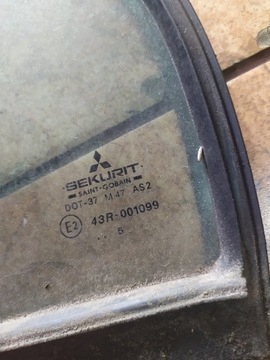 SEKURIT
SAINT-GOBAIN
DOT-37 M47 AS2
E2 43R-001099
.. 5